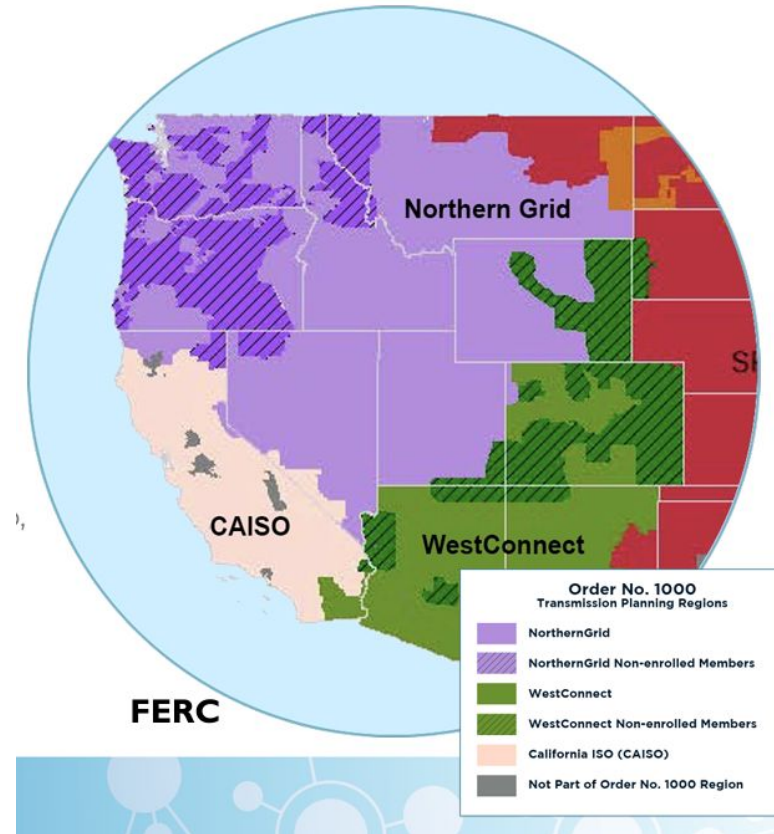 Northern Grid
CAISO
WestConnect
FERC
Order No. 1000
Transmission Planning Regions
NorthernGrid
NorthernGrid Non-enrolled Members
WestConnect
WestConnect Non-enrolled Members
California ISO (CAISO)
Not Part of Order No. 1000 Region